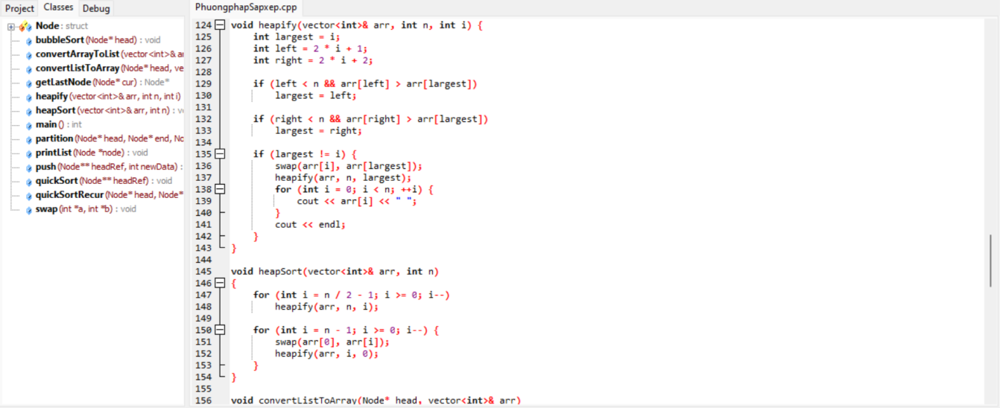 Project Classes Debug
Node : struct
bubbleSort (Node* head) : void
convertArrayToList (vector<int>& ar
convertListToArray (Node* head, ve
getLastNode (Node* cur) : Node*
heapify (vector<int>& arr, int n, int i)
heapSort (vector<int>& arr, int n) : v
main () : int
partition (Node* head, Node* end, No
printList (Node *node) : void
push (Node** headRef, int newData) :
quickSort (Node** headRef) : void
quickSortRecur (Node* head, Node*
swap (int *a, int *b) : void
PhuongphapSapxep.cpp
124 void heapify(vector<int>& arr, int n, int i) {
125     int largest = i;
126     int left = 2 * i + 1;
127     int right = 2 * i + 2;
128
129     if (left < n && arr[left] > arr[largest])
130         largest = left;
131
132     if (right < n && arr[right] > arr[largest])
133         largest = right;
134
135     if (largest != i) {
136         swap(arr[i], arr[largest]);
137         heapify(arr, n, largest);
138         for (int i = 0; i < n; ++i) {
139             cout << arr[i] << " ";
140         }
141         cout << endl;
142     }
143 }
144
145 void heapSort(vector<int>& arr, int n)
146 {
147     for (int i = n / 2 - 1; i >= 0; i--)
148         heapify(arr, n, i);
149
150     for (int i = n - 1; i >= 0; i--) {
151         swap(arr[0], arr[i]);
152         heapify(arr, i, 0);
153     }
154 }
155
156 void convertListToArray(Node* head, vector<int>& arr)